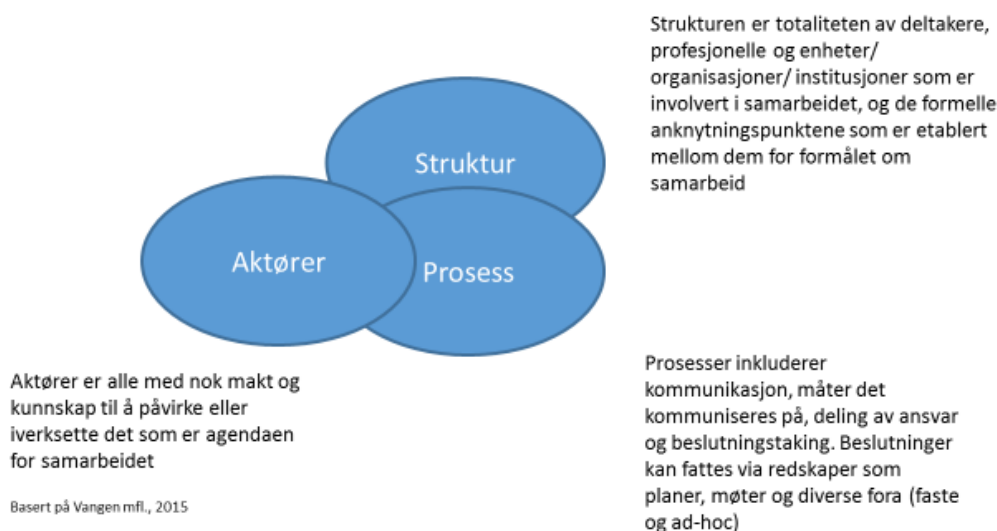 Strukturen er totaliteten av deltakere,
profesjonelle og enheter/
organisasjoner/ institusjoner som er
involvert i samarbeidet, og de formelle
anknytningspunktene som er etablert
mellom dem for formålet om
samarbeid
Struktur
Aktører
Prosess
Aktører er alle med nok makt og
kunnskap til å påvirke eller
iverksette det som er agendaen
for samarbeidet
Basert på Vangen mfl., 2015
Prosesser inkluderer
kommunikasjon, måter det
kommuniseres på, deling av ansvar
og beslutningstaking. Beslutninger
kan fattes via redskaper som
planer, møter og diverse fora (faste
og ad-hoc)